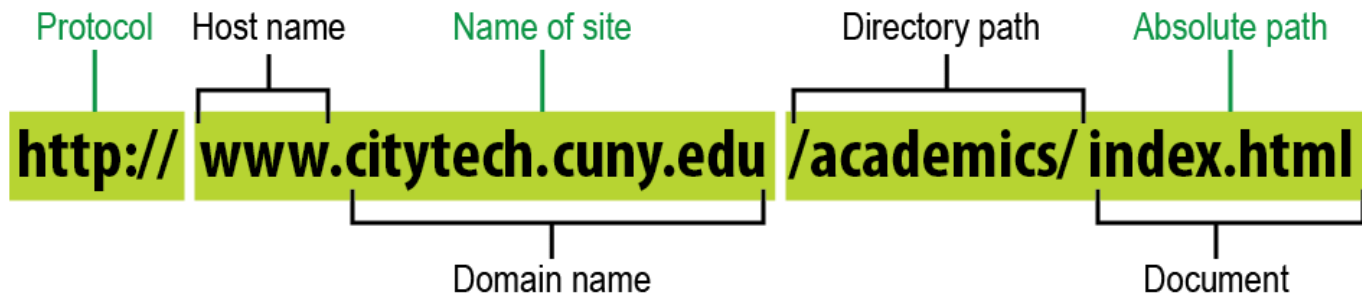 Protocol Host name Name of site Directory path Absolute path
http:// www.citytech.cuny.edu /academics/ index.html
Domain name Document